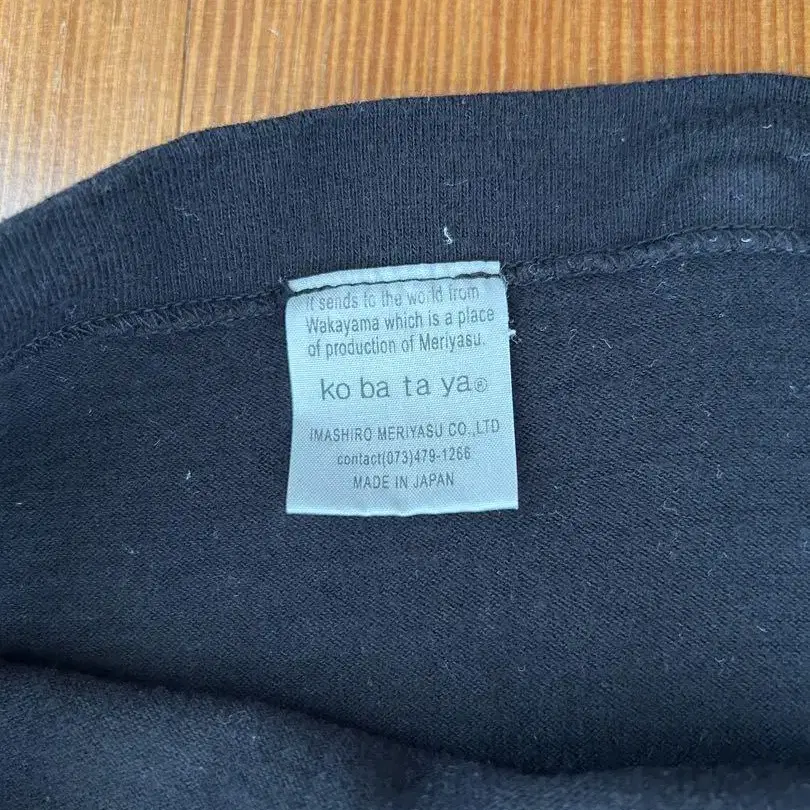 It sends to the world from
Wakayama which is a place
of production of Meriyasu.
ko ba ta ya®
IMASHIRO MERIYASU CO.,LTD
contact(073)479-1266
MADE IN JAPAN